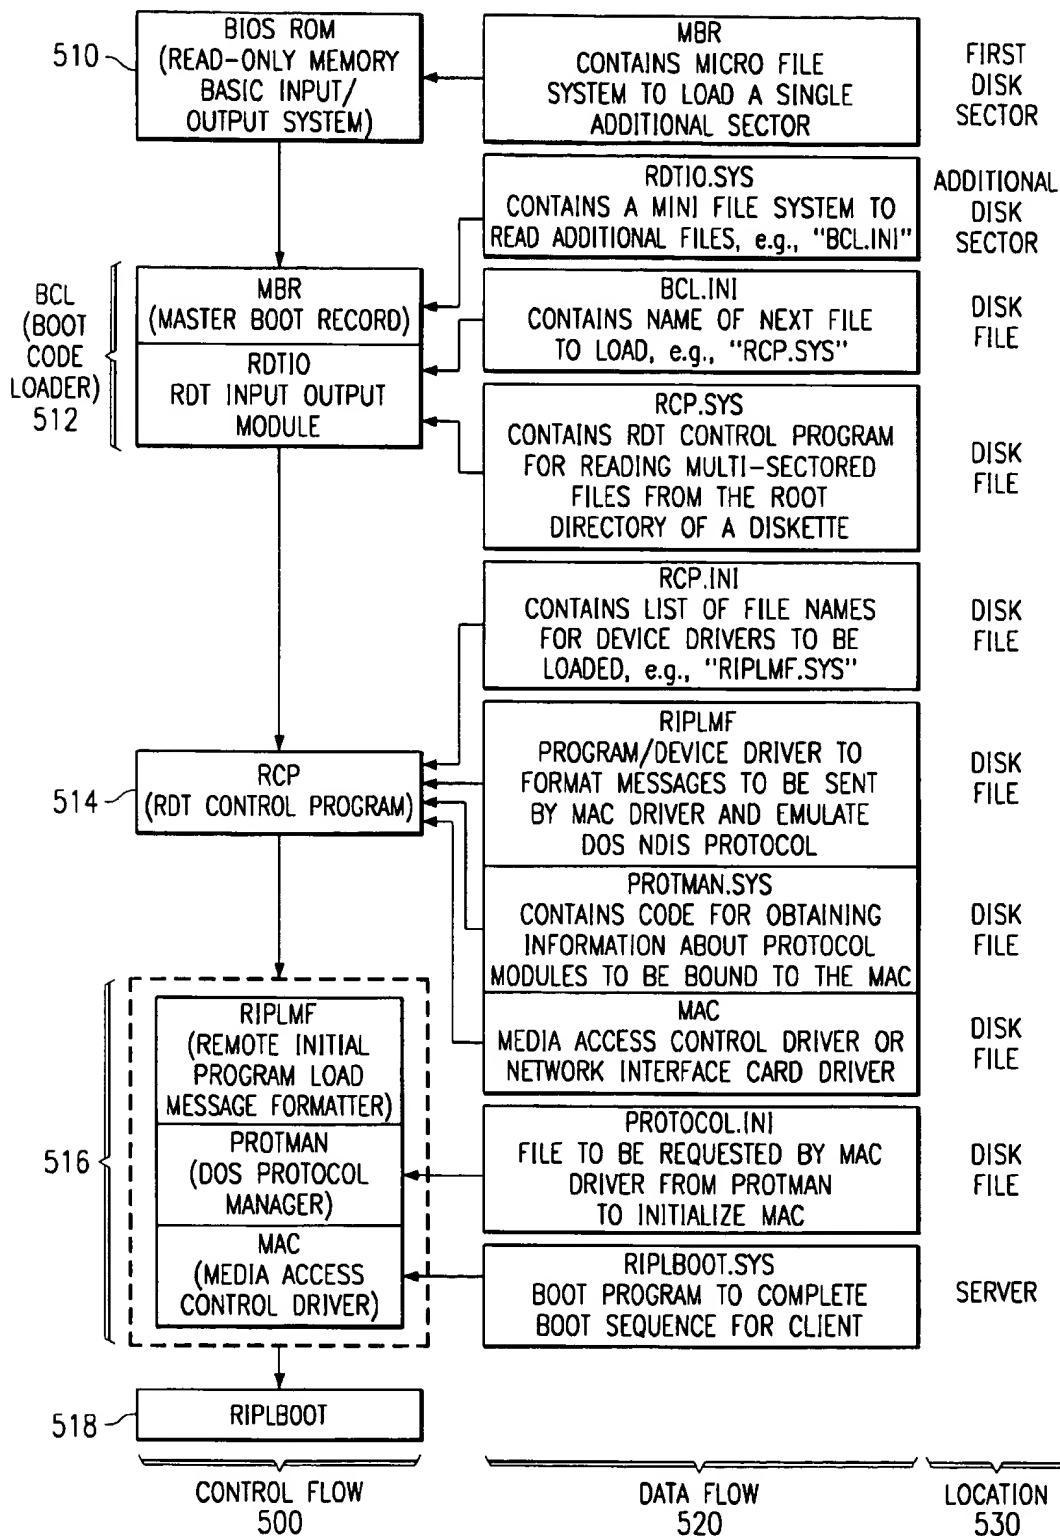 510
BIOS ROM
(READ-ONLY MEMORY
BASIC INPUT/
OUTPUT SYSTEM)
MBR
CONTAINS MICRO FILE
SYSTEM TO LOAD A SINGLE
ADDITIONAL SECTOR
FIRST
DISK
SECTOR
RDTIO.SYS
CONTAINS A MINI FILE SYSTEM TO
READ ADDITIONAL FILES, e.g., "BCL.INI"
ADDITIONAL
DISK
SECTOR
BCL
(BOOT
CODE
LOADER)
512
MBR
(MASTER BOOT RECORD)
RDTIO
RDT INPUT OUTPUT
MODULE
BCL.INI
CONTAINS NAME OF NEXT FILE
TO LOAD, e.g., "RCP.SYS"
DISK
FILE
RCP.SYS
CONTAINS RDT CONTROL PROGRAM
FOR READING MULTI-SECTORED
FILES FROM THE ROOT
DIRECTORY OF A DISKETTE
DISK
FILE
RCP.INI
CONTAINS LIST OF FILE NAMES
FOR DEVICE DRIVERS TO BE
LOADED, e.g., "RIPLMF.SYS"
DISK
FILE
514
RCP
(RDT CONTROL PROGRAM)
RIPLMF
PROGRAM/DEVICE DRIVER TO
FORMAT MESSAGES TO BE SENT
BY MAC DRIVER AND EMULATE
DOS NDIS PROTOCOL
DISK
FILE
PROTMAN.SYS
CONTAINS CODE FOR OBTAINING
INFORMATION ABOUT PROTOCOL
MODULES TO BE BOUND TO THE MAC
DISK
FILE
MAC
MEDIA ACCESS CONTROL DRIVER OR
NETWORK INTERFACE CARD DRIVER
DISK
FILE
516
RIPLMF
(REMOTE INITIAL
PROGRAM LOAD
MESSAGE FORMATTER)
PROTMAN
(DOS PROTOCOL
MANAGER)
MAC
(MEDIA ACCESS
CONTROL DRIVER)
PROTOCOL.INI
FILE TO BE REQUESTED BY MAC
DRIVER FROM PROTMAN
TO INITIALIZE MAC
DISK
FILE
RIPLBOOT.SYS
BOOT PROGRAM TO COMPLETE
BOOT SEQUENCE FOR CLIENT
SERVER
518
RIPLBOOT
CONTROL FLOW
500
DATA FLOW
520
LOCATION
530